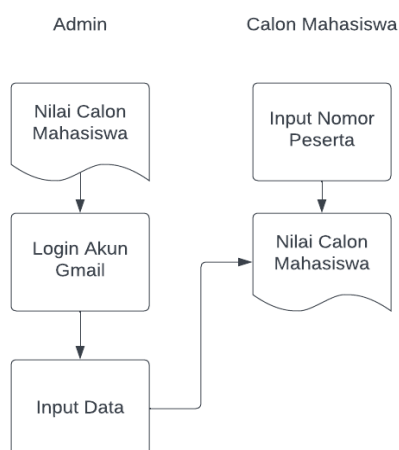 Admin
Calon Mahasiswa
Nilai Calon
Mahasiswa
Input Nomor
Peserta
Login Akun
Gmail
Nilai Calon
Mahasiswa
Input Data